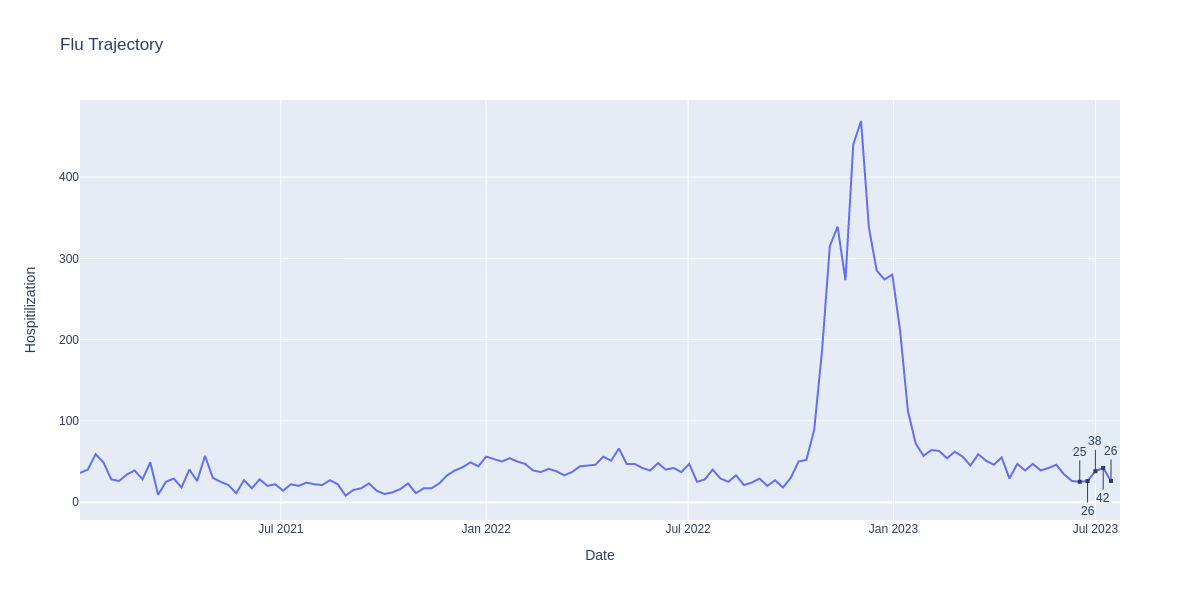 Flu Trajectory
Hospitilization
400
300
200
100
0
25
26
38
42
26
Jul 2021
Jan 2022
Jul 2022
Jan 2023
Jul 2023
Date